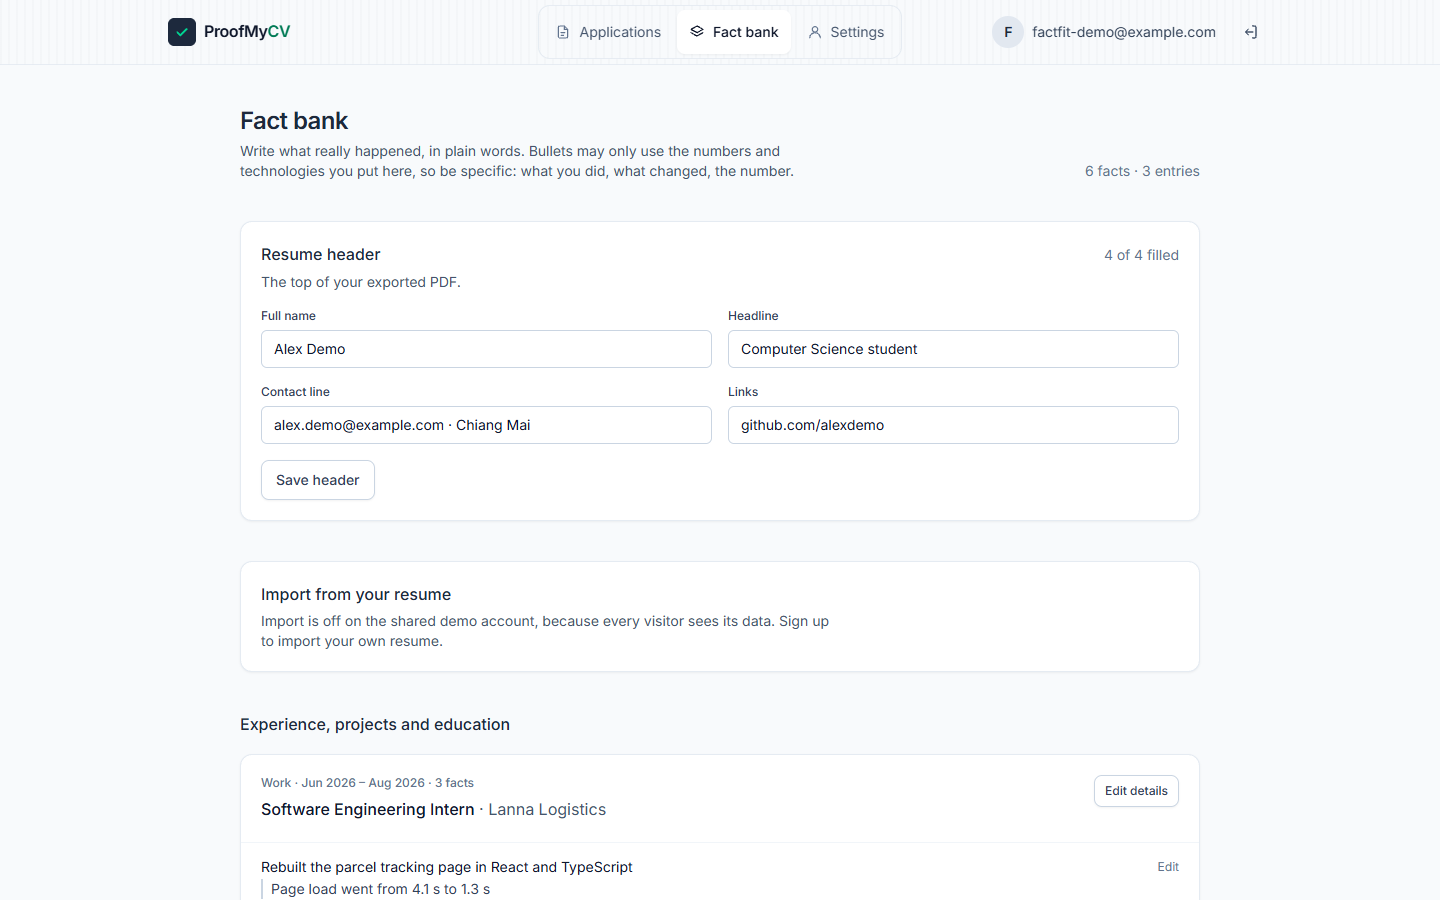 ProofMyCV
Applications
Fact bank
Settings
F
factfit-demo@example.com
Fact bank
Write what really happened, in plain words. Bullets may only use the numbers and
technologies you put here, so be specific: what you did, what changed, the number.
6 facts · 3 entries
Resume header
4 of 4 filled
The top of your exported PDF.
Full name
Headline
Alex Demo
Computer Science student
Contact line
Links
alex.demo@example.com · Chiang Mai
github.com/alexdemo
Save header
Import from your resume
Import is off on the shared demo account, because every visitor sees its data. Sign up
to import your own resume.
Experience, projects and education
Work · Jun 2026 – Aug 2026 · 3 facts
Software Engineering Intern · Lanna Logistics
Edit details
Rebuilt the parcel tracking page in React and TypeScript
Edit
Page load went from 4.1 s to 1.3 s